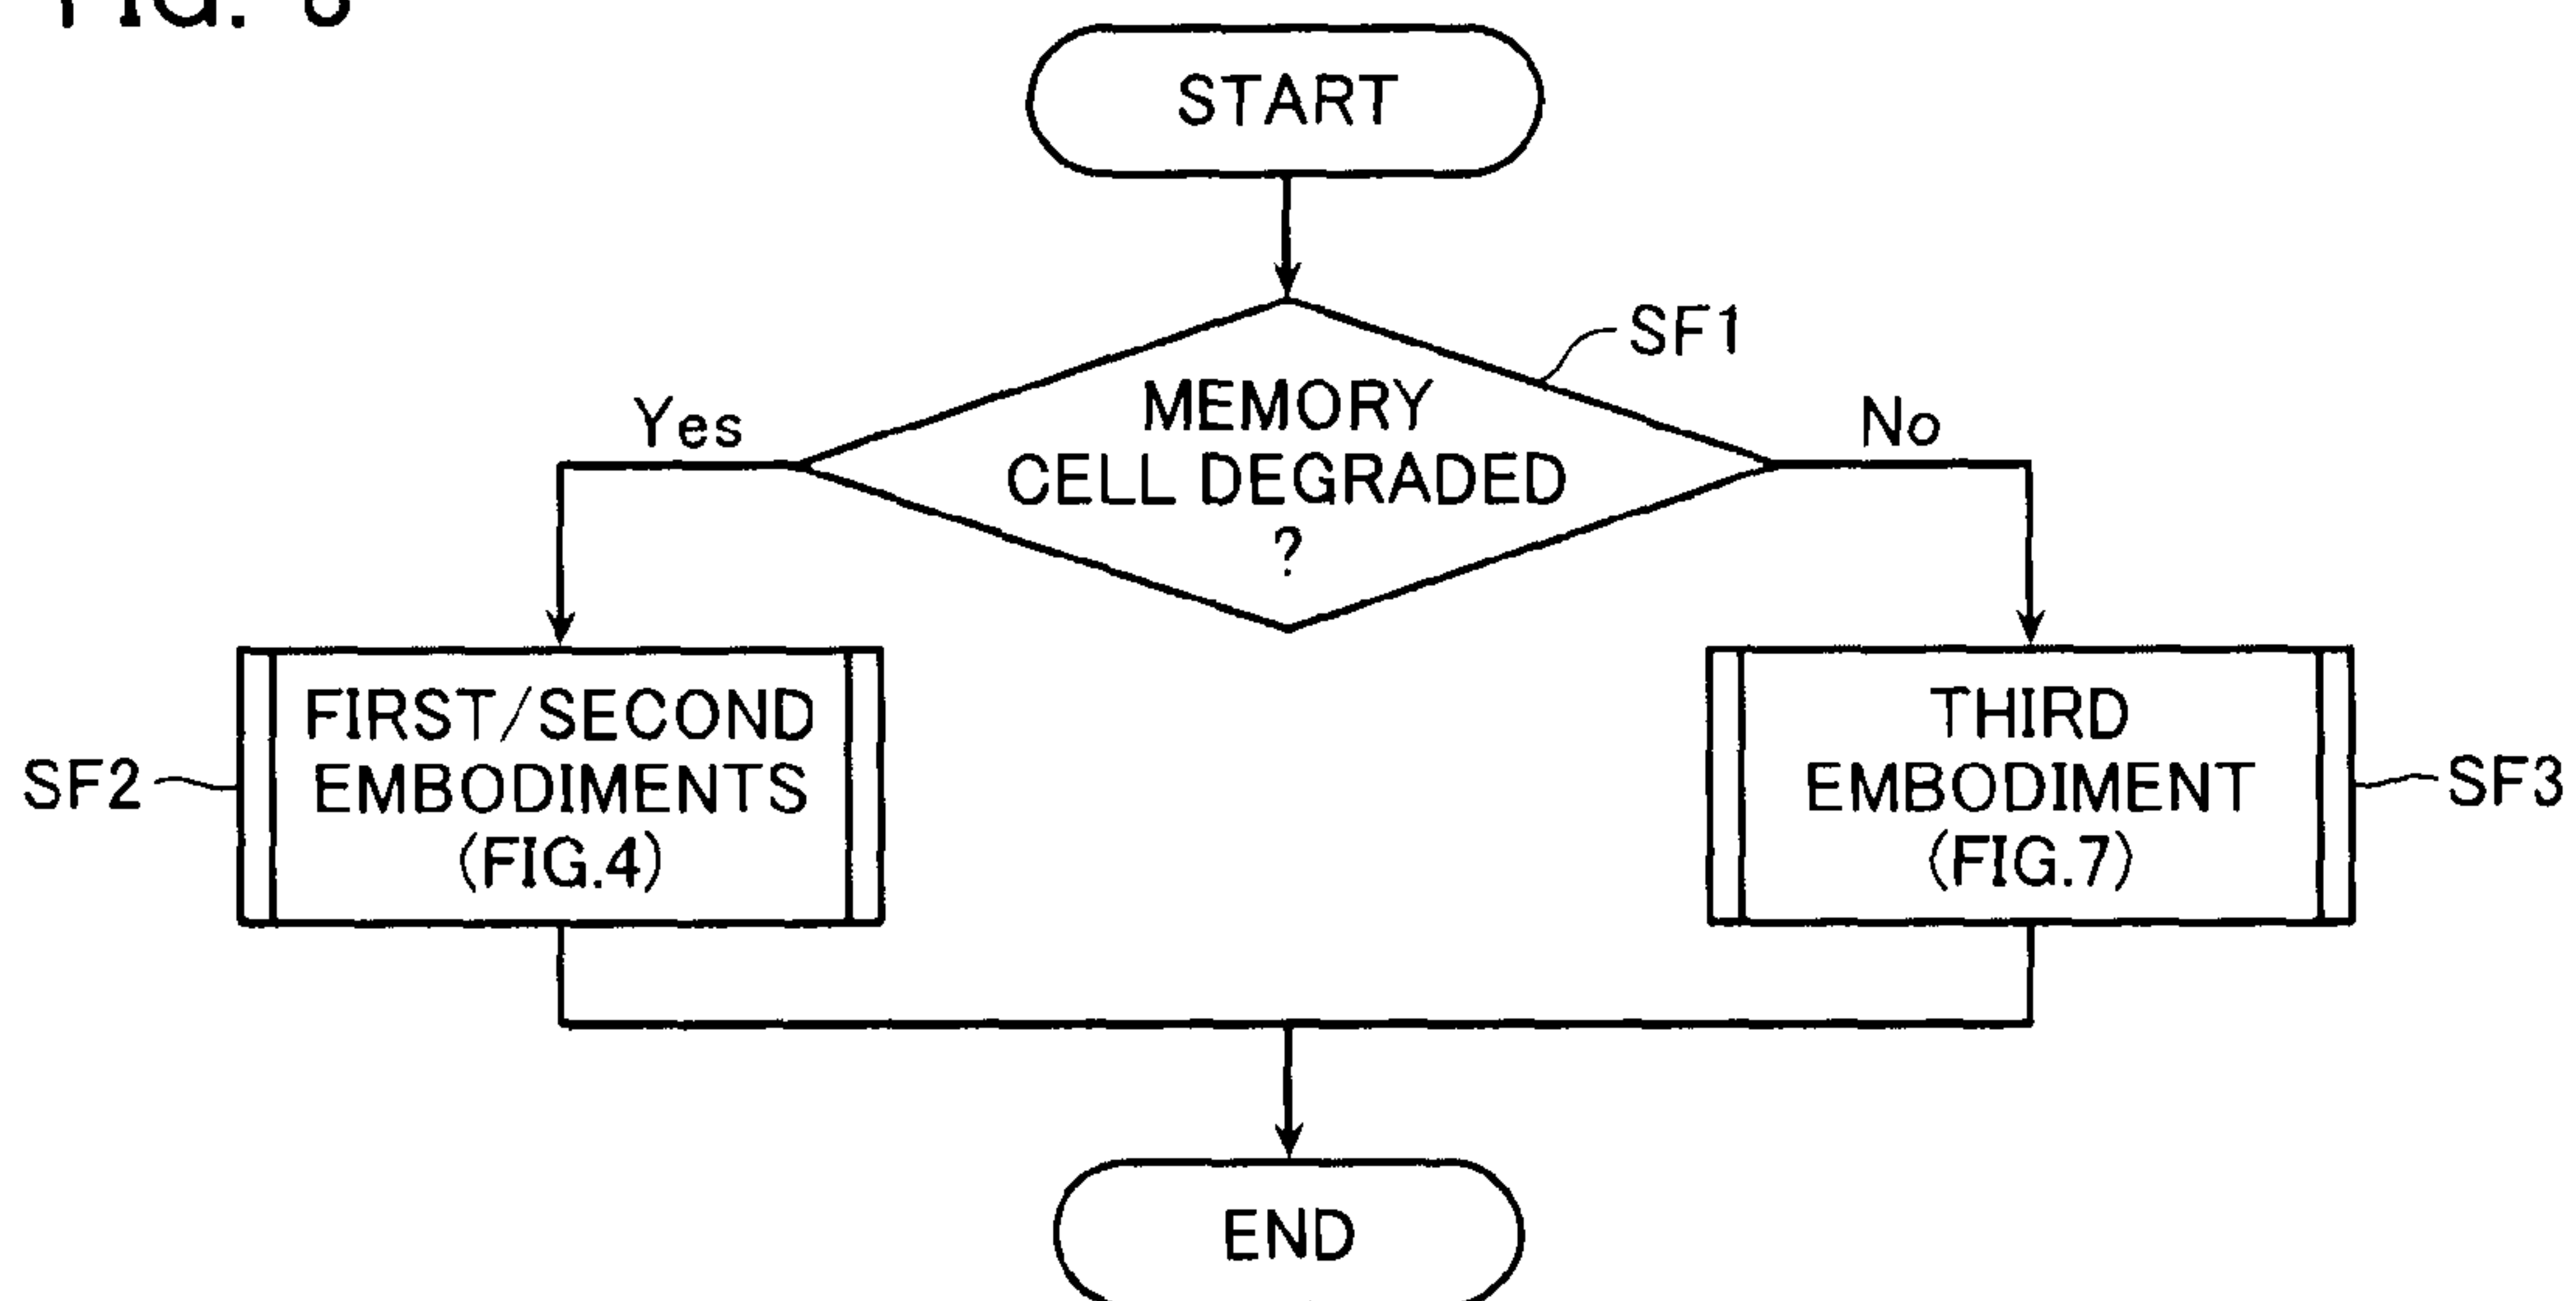 FIG.
START
SF1
MEMORY
CELL DEGRADED
?
Yes
No
FIRST/SECOND
EMBODIMENTS
(FIG.4)
SF2
THIRD
EMBODIMENT
(FIG.7)
SF3
END